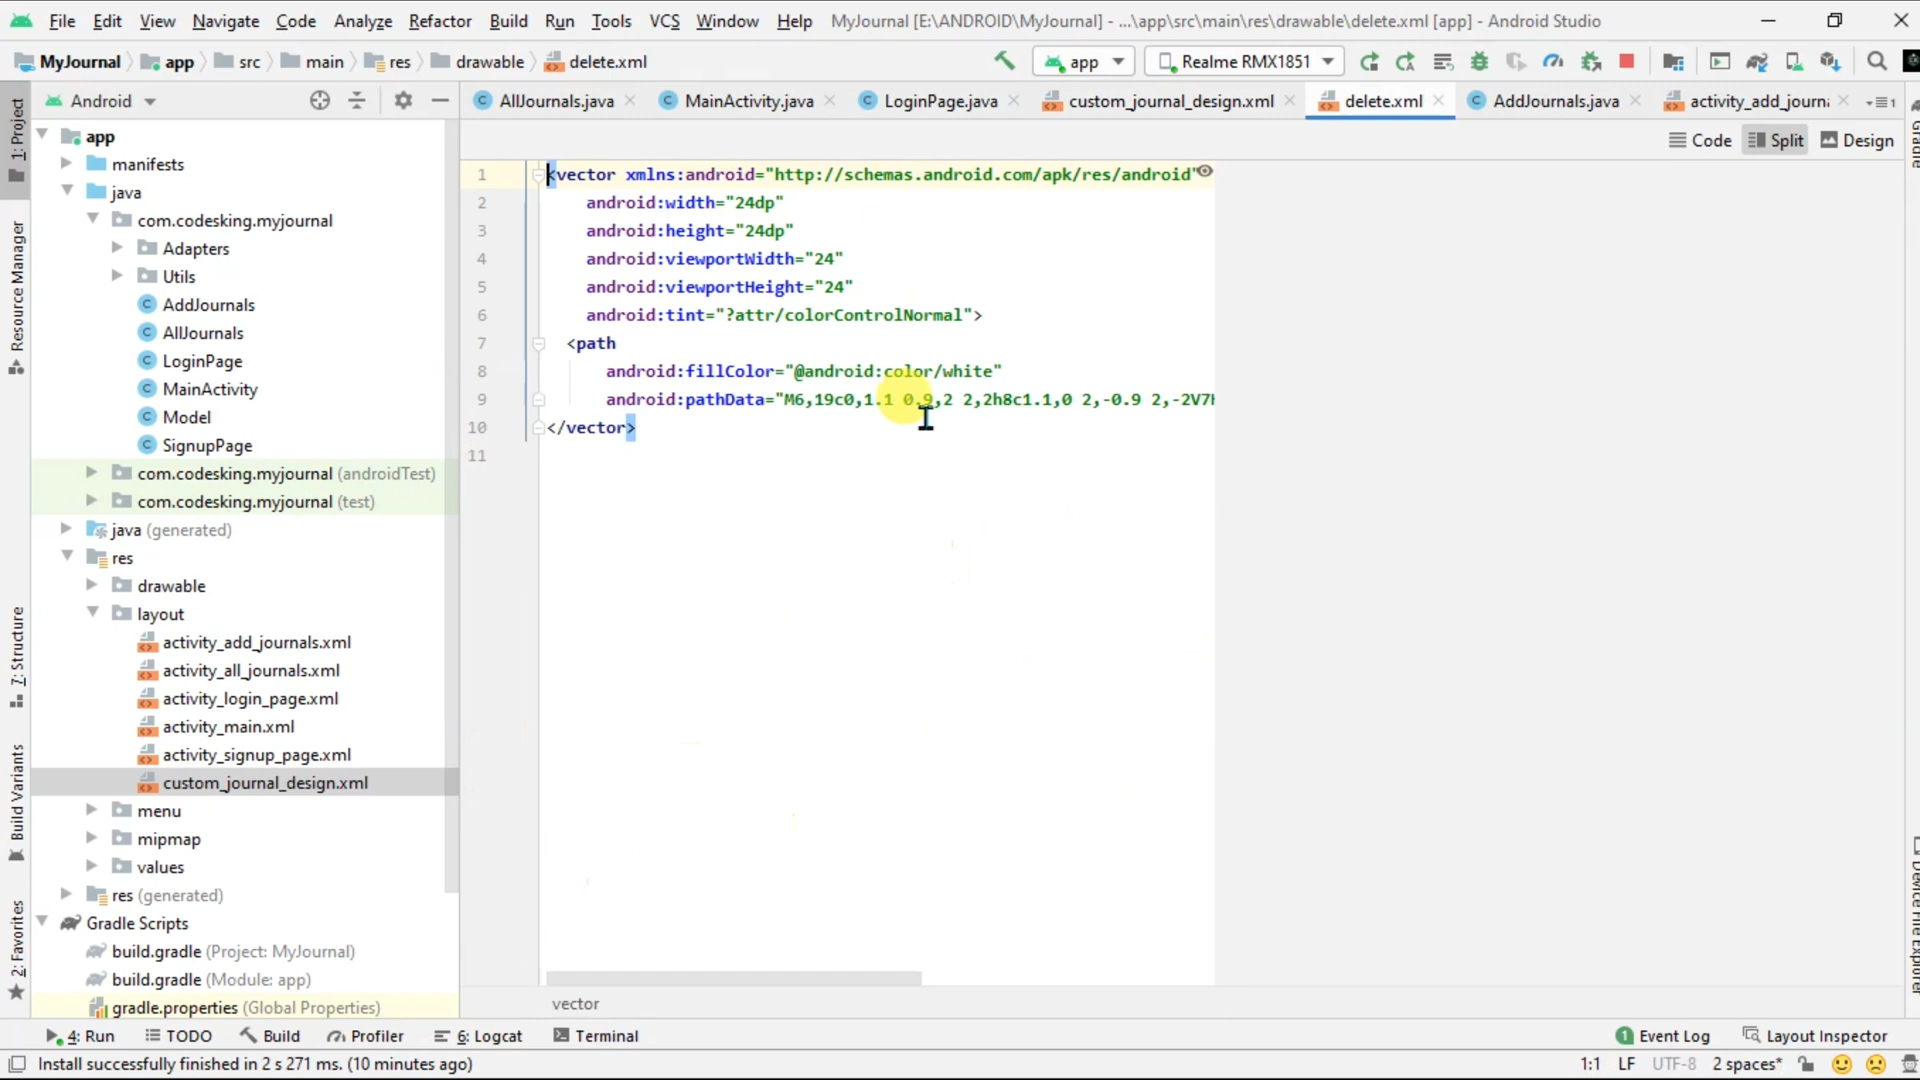 File Edit View Navigate Code Analyze Refactor Build Run Tools VCS Window Help MyJournal [E:\ANDROID\MyJournal] - ...\app\src\main\res\drawable\delete.xml [app] - Android Studio
MyJournal app src main res drawable delete.xml app Realme RMX1851
Android AllJournals.java MainActivity.java LoginPage.java custom_journal_design.xml delete.xml AddJournals.java activity_add_journ
Code Split Design
1: Project
Resource Manager
7: Structure
Build Variants
2: Favorites
app
manifests
java
com.codesking.myjournal
Adapters
Utils
AddJournals
AllJournals
LoginPage
MainActivity
Model
SignupPage
com.codesking.myjournal (androidTest)
com.codesking.myjournal (test)
java (generated)
res
drawable
layout
activity_add_journals.xml
activity_all_journals.xml
activity_login_page.xml
activity_main.xml
activity_signup_page.xml
custom_journal_design.xml
menu
mipmap
values
res (generated)
Gradle Scripts
build.gradle (Project: MyJournal)
build.gradle (Module: app)
gradle.properties (Global Properties)
1 <vector xmlns:android="http://schemas.android.com/apk/res/android"
2 android:width="24dp"
3 android:height="24dp"
4 android:viewportWidth="24"
5 android:viewportHeight="24"
6 android:tint="?attr/colorControlNormal">
7 <path
8 android:fillColor="@android:color/white"
9 android:pathData="M6,19c0,1.1 0.9,2 2,2h8c1.1,0 2,-0.9 2,-2V7H
10 </vector>
11
vector
Gradle
Device File Explorer
4: Run TODO Build Profiler 6: Logcat Terminal 1 Event Log Layout Inspector
Install successfully finished in 2 s 271 ms. (10 minutes ago) 1:1 LF UTF-8 2 spaces*